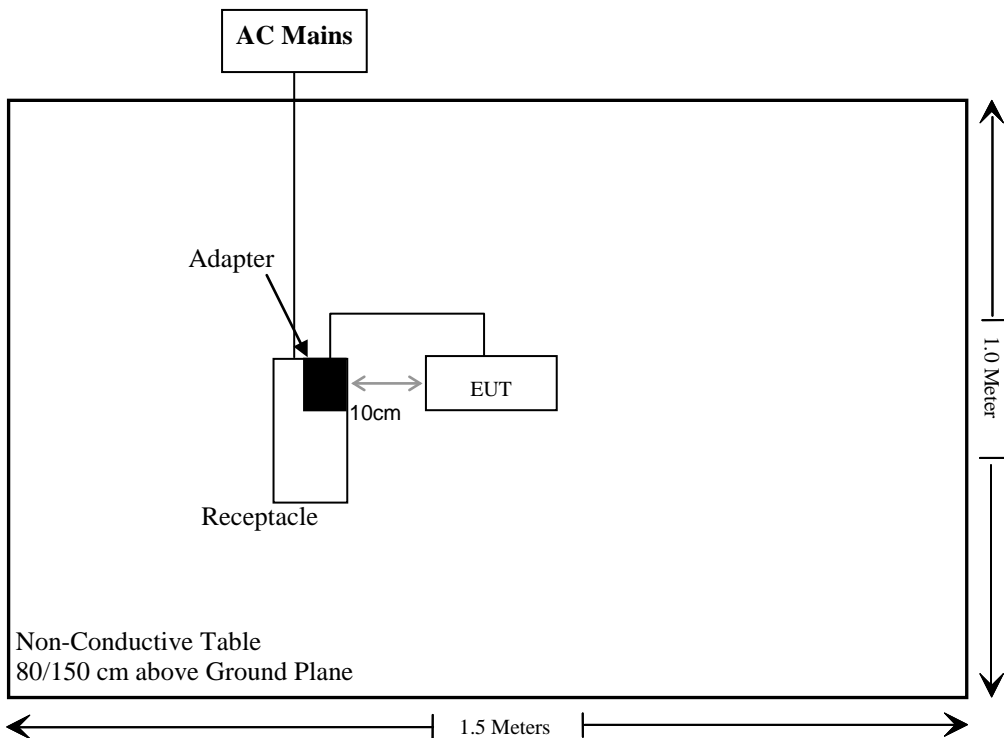 AC Mains
Adapter
EUT
10cm
Receptacle
1.0 Meter
Non-Conductive Table
80/150 cm above Ground Plane
1.5 Meters